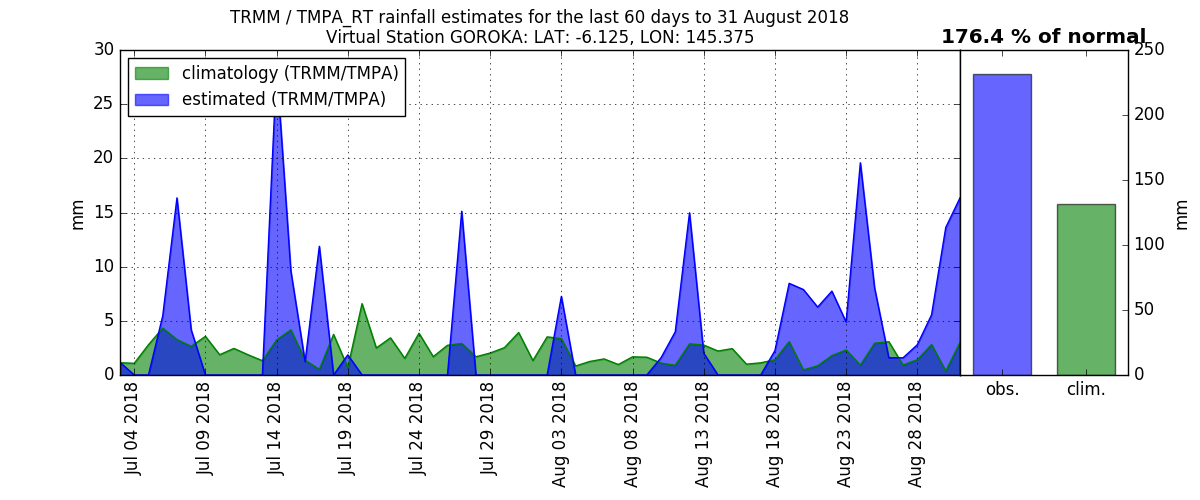 TRMM / TMPA_RT rainfall estimates for the last 60 days to 31 August 2018
Virtual Station GOROKA: LAT: -6.125, LON: 145.375
176.4 % of normal
climatology (TRMM/TMPA)
estimated (TRMM/TMPA)
30
25
20
15
10
5
0
mm
Jul 04 2018
Jul 09 2018
Jul 14 2018
Jul 19 2018
Jul 24 2018
Jul 29 2018
Aug 03 2018
Aug 08 2018
Aug 13 2018
Aug 18 2018
Aug 23 2018
Aug 28 2018
250
200
150
100
50
0
mm
obs.
clim.